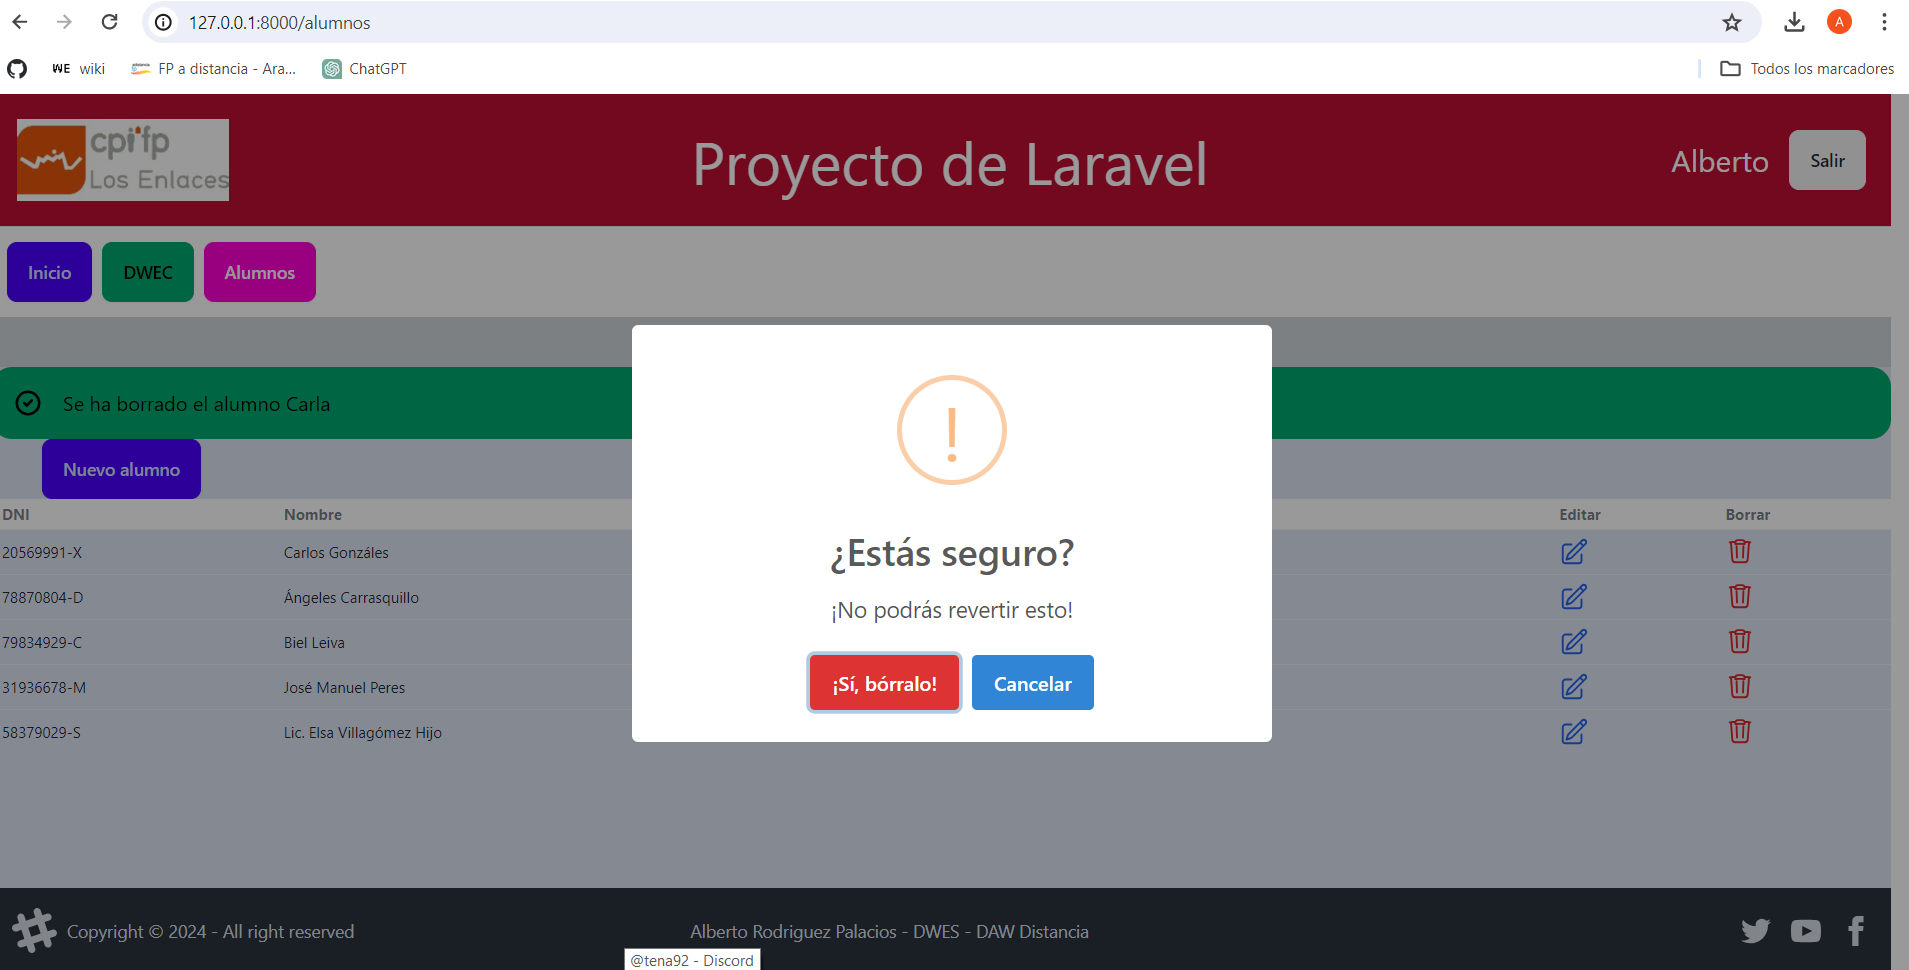 127.0.0.1:8000/alumnos
A
WE wiki
FP a distancia - Ara...
ChatGPT
Todos los marcadores
cpifp
Los Enlaces
Proyecto de Laravel
Alberto
Salir
Inicio
DWEC
Alumnos
Se ha borrado el alumno Carla
Nuevo alumno
DNI Nombre Editar Borrar
20569991-X Carlos Gonzáles
78870804-D Ángeles Carrasquillo
79834929-C Biel Leiva
31936678-M José Manuel Peres
58379029-S Lic. Elsa Villagómez Hijo
!
¿Estás seguro?
¡No podrás revertir esto!
¡Sí, bórralo!
Cancelar
Copyright © 2024 - All right reserved
Alberto Rodriguez Palacios - DWES - DAW Distancia
@tena92 - Discord